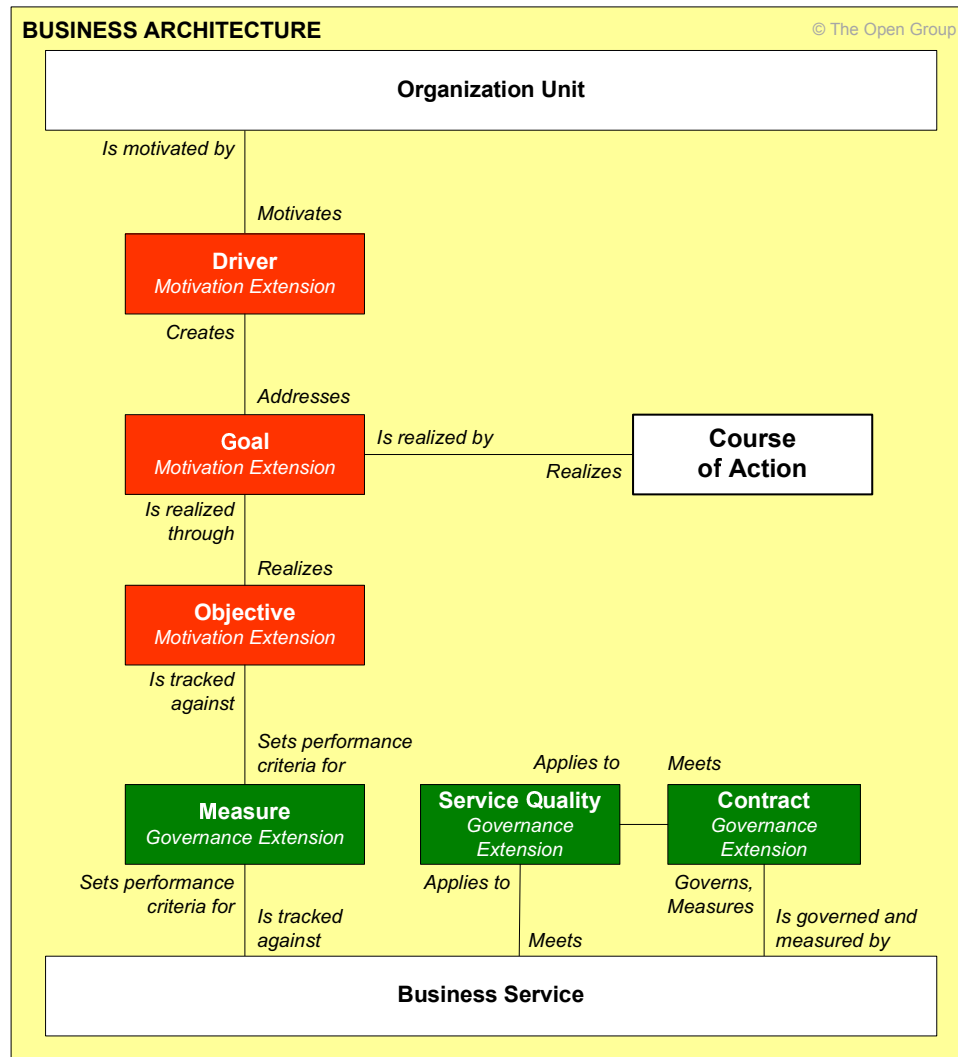 BUSINESS ARCHITECTURE
© The Open Group
Organization Unit
Is motivated by
Motivates
Driver
Motivation Extension
Creates
Addresses
Goal
Motivation Extension
Is realized by
Realizes
Course
of Action
Is realized
through
Realizes
Objective
Motivation Extension
Is tracked
against
Sets performance
criteria for
Measure
Governance Extension
Applies to
Meets
Service Quality
Governance
Extension
Contract
Governance
Extension
Sets performance
criteria for
Is tracked
against
Applies to
Meets
Governs,
Measures
Is governed and
measured by
Business Service